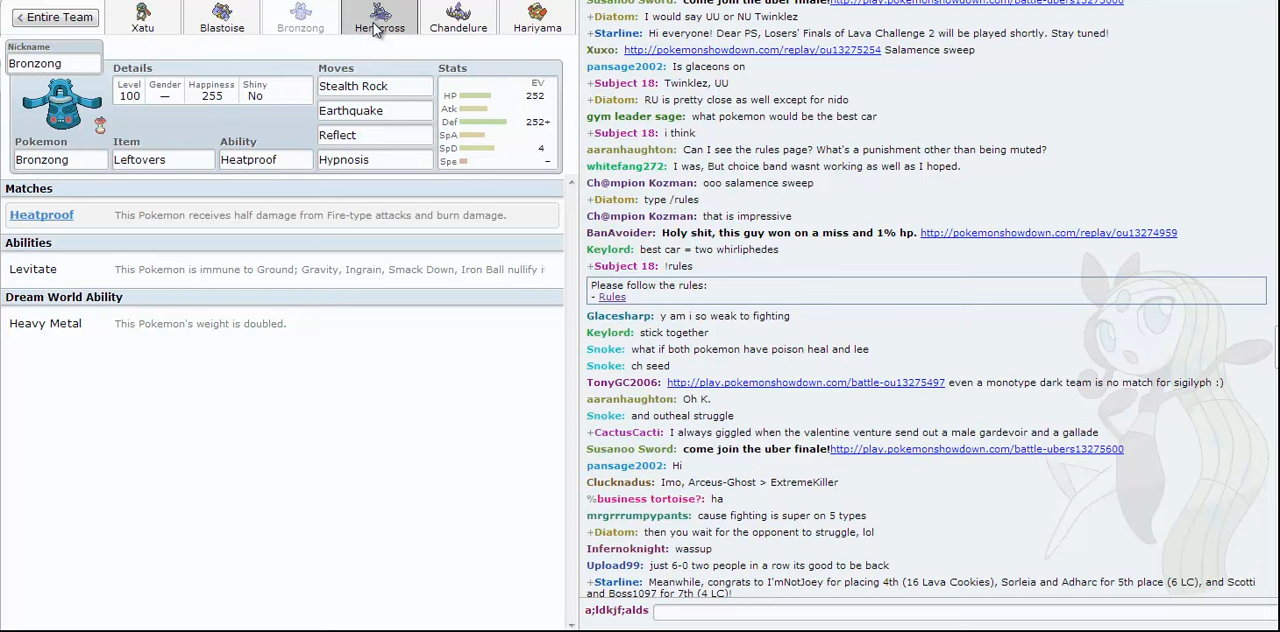 Entire Team
Xatu
Blastoise
Bronzong
Heracross
Chandelure
Hariyama
Nickname
Bronzong
Pokemon
Bronzong
Details
Level
100
Gender
—
Happiness
255
Shiny
No
Item
Leftovers
Ability
Heatproof
Moves
Stealth Rock
Earthquake
Reflect
Hypnosis
Stats
EV
HP 252
Atk
Def 252+
SpA
SpD 4
Spe –
Matches
Heatproof This Pokemon receives half damage from Fire-type attacks and burn damage.
Abilities
Levitate This Pokemon is immune to Ground; Gravity, Ingrain, Smack Down, Iron Ball nullify i
Dream World Ability
Heavy Metal This Pokemon's weight is doubled.
Susanoo Sword: come join the uber finale!http://play.pokemonshowdown.com/battle-ubers13275600
+Diatom: I would say UU or NU Twinklez
+Starline: Hi everyone! Dear PS, Losers' Finals of Lava Challenge 2 will be played shortly. Stay tuned!
Xuxo: http://pokemonshowdown.com/replay/ou13275254 Salamence sweep
pansage2002: Is glaceons on
+Subject 18: Twinklez, UU
+Diatom: RU is pretty close as well except for nido
gym leader sage: what pokemon would be the best car
+Subject 18: i think
aaranhaughton: Can I see the rules page? What's a punishment other than being muted?
whitefang272: I was, But choice band wasnt working as well as I hoped.
Ch@mpion Kozman: ooo salamence sweep
+Diatom: type /rules
Ch@mpion Kozman: that is impressive
BanAvoider: Holy shit, this guy won on a miss and 1% hp. http://pokemonshowdown.com/replay/ou13274959
Keylord: best car = two whirliphedes
+Subject 18: !rules
Please follow the rules:
- Rules
Glacesharp: y am i so weak to fighting
Keylord: stick together
Snoke: what if both pokemon have poison heal and lee
Snoke: ch seed
TonyGC2006: http://play.pokemonshowdown.com/battle-ou13275497 even a monotype dark team is no match for sigilyph :)
aaranhaughton: Oh K.
Snoke: and outheal struggle
+CactusCacti: I always giggled when the valentine venture send out a male gardevoir and a gallade
Susanoo Sword: come join the uber finale!http://play.pokemonshowdown.com/battle-ubers13275600
pansage2002: Hi
Clucknadus: Imo, Arceus-Ghost > ExtremeKiller
%business tortoise?: ha
mrgrrrumpypants: cause fighting is super on 5 types
+Diatom: then you wait for the opponent to struggle, lol
Infernoknight: wassup
Upload99: just 6-0 two people in a row its good to be back
+Starline: Meanwhile, congrats to I'mNotJoey for placing 4th (16 Lava Cookies), Sorleia and Adharc for 5th place (6 LC), and Scotti
and Boss1097 for 7th (4 LC)!
a;ldkjf;alds